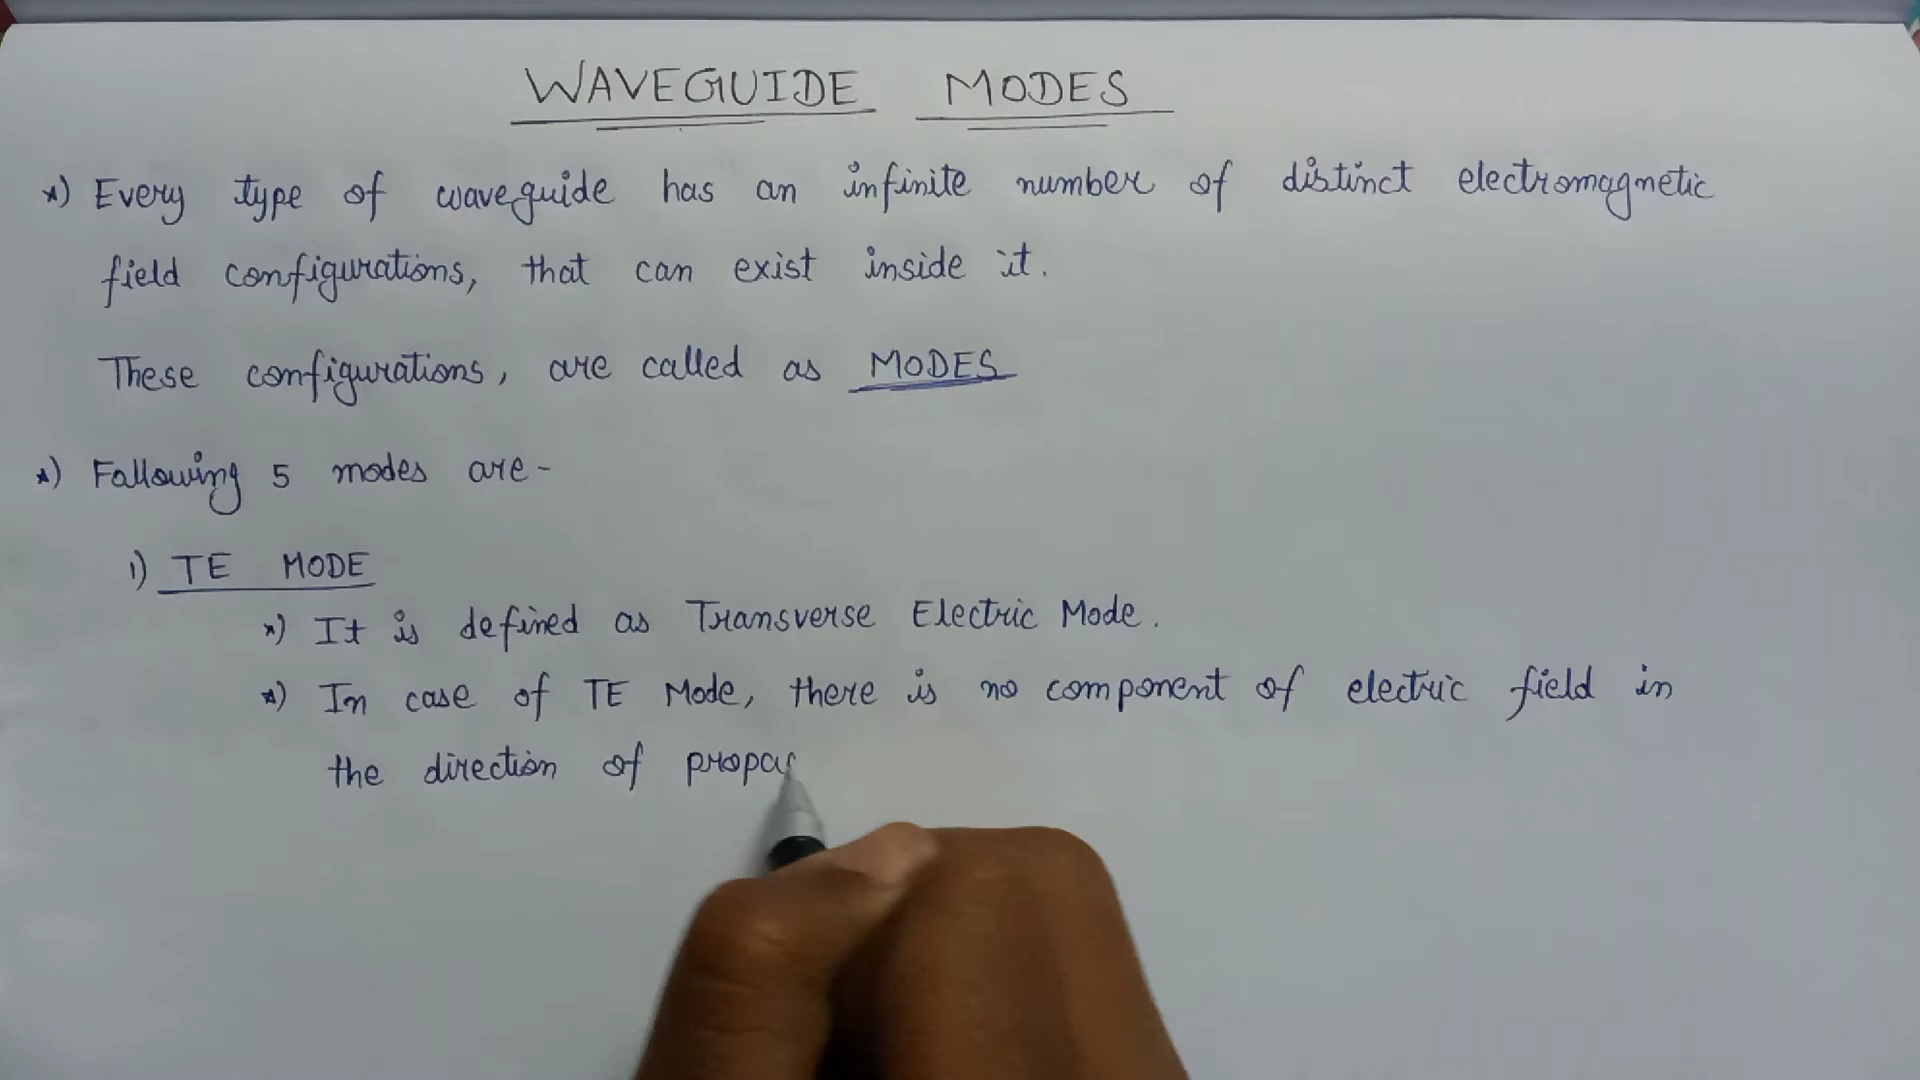 WAVEGUIDE MODES
*) Every type of waveguide has an infinite number of distinct electromagnetic
field configurations, that can exist inside it.
These configurations, are called as MODES
*) Following 5 modes are -
1) TE MODE
*) It is defined as Transverse Electric Mode.
*) In case of TE Mode, there is no component of electric field in
the direction of propag